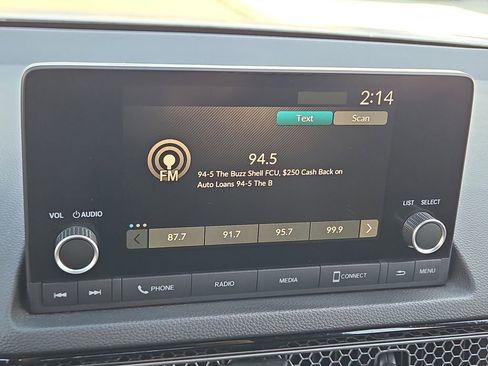 2:14
Text Scan
94.5
FM
94-5 The Buzz Shell FCU, $250 Cash Back on
Auto Loans 94-5 The B
VOL AUDIO
LIST SELECT
87.7 91.7 95.7 99.9
PHONE RADIO MEDIA CONNECT MENU